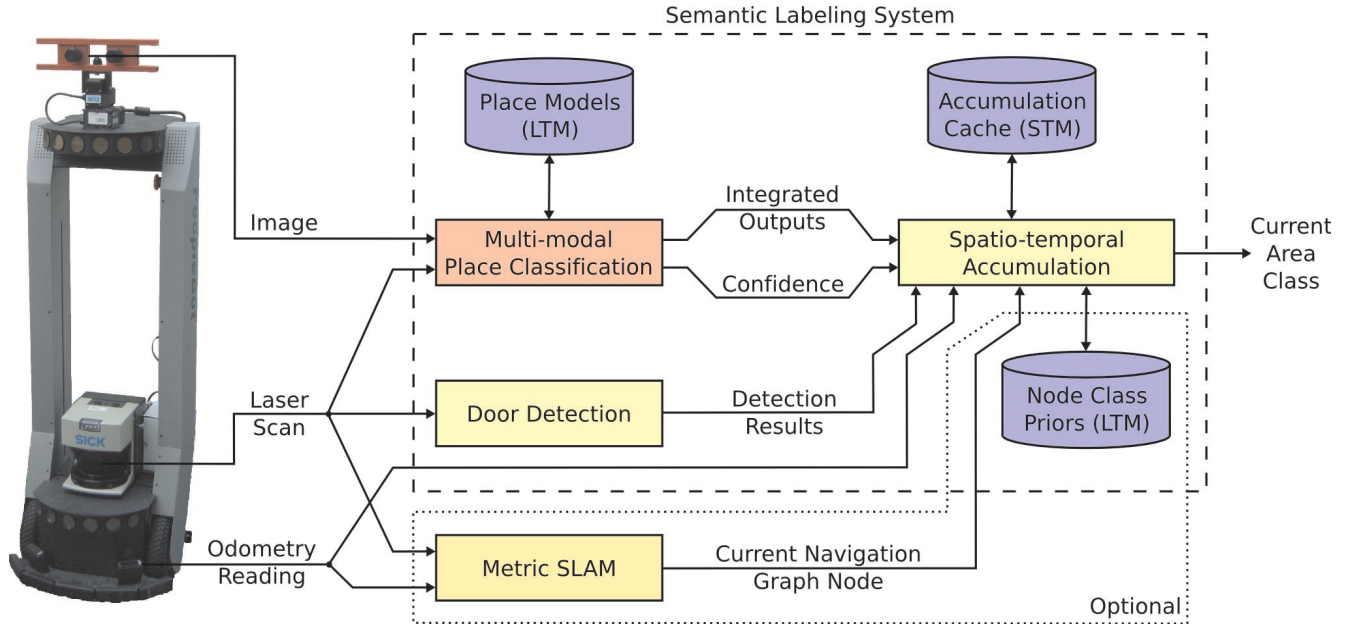 Semantic Labeling System
Place Models
(LTM)
Accumulation
Cache (STM)
Image
Multi-modal
Place Classification
Integrated
Outputs
Confidence
Spatio-temporal
Accumulation
Current
Area
Class
Laser
Scan
Door Detection
Detection
Results
Node Class
Priors (LTM)
SICK
Odometry
Reading
Metric SLAM
Current Navigation
Graph Node
Optional